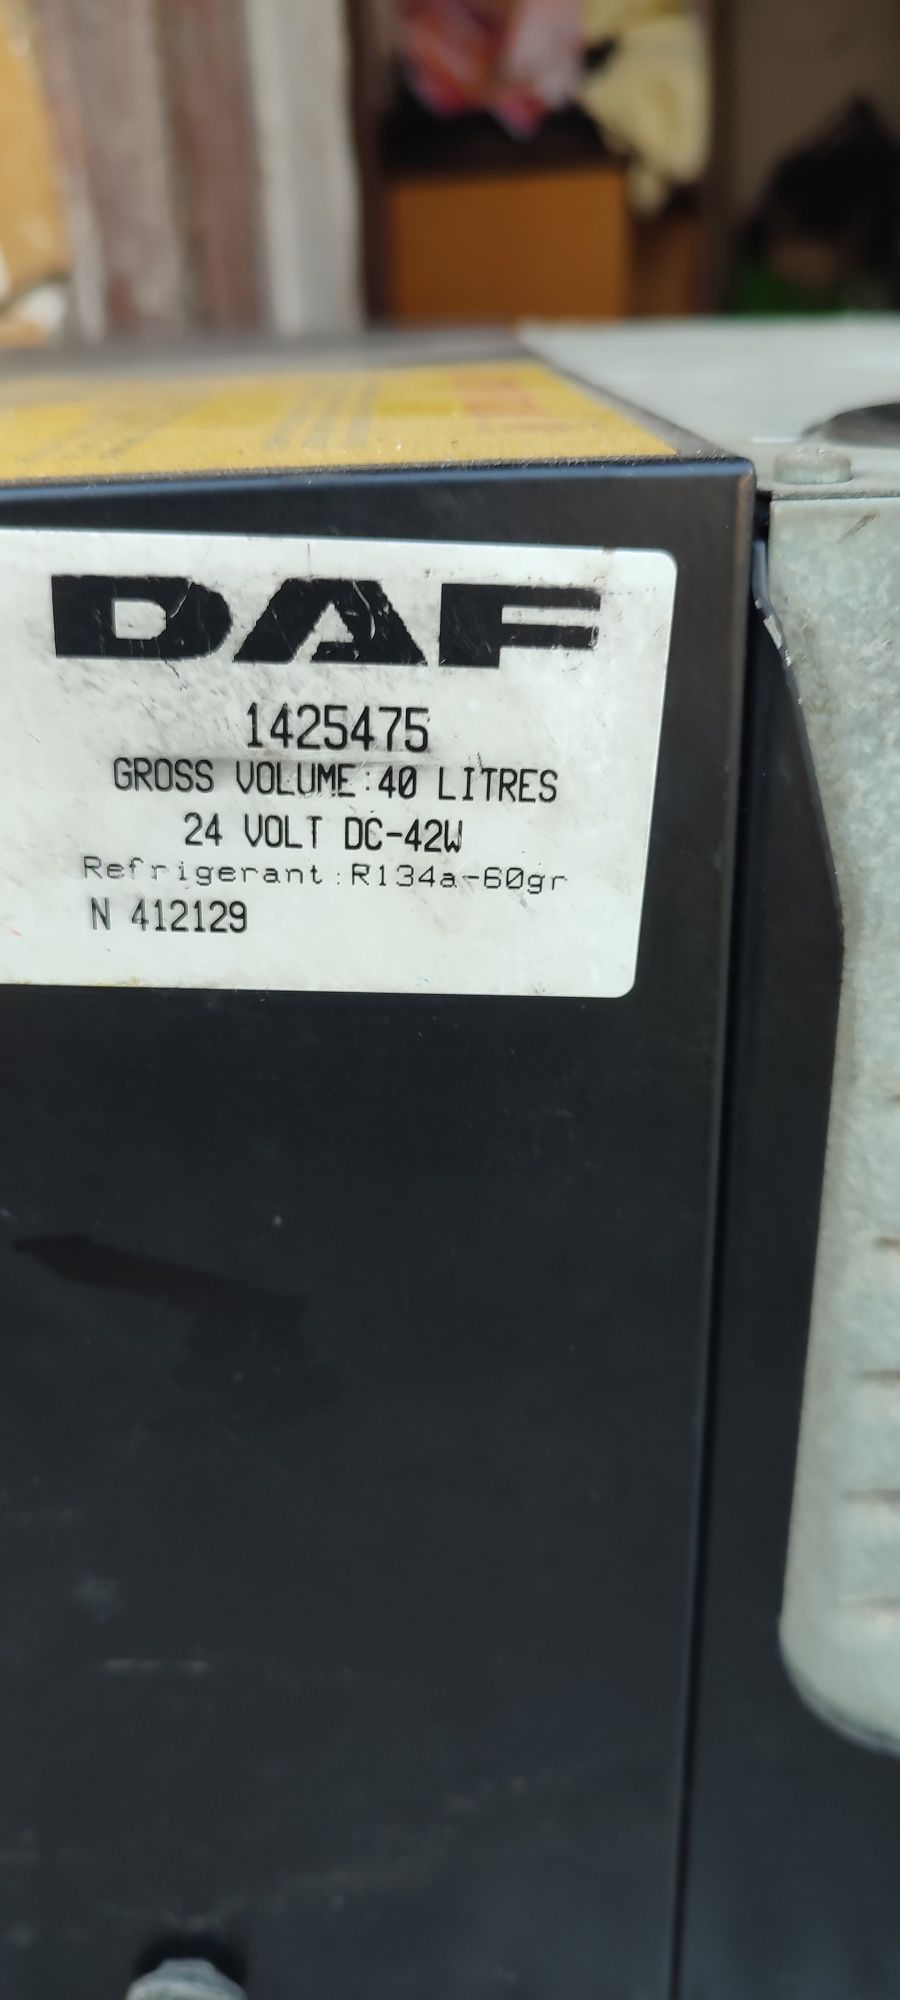 DAF
1425475
GROSS VOLUME:40 LITRES
24 VOLT DC-42W
Refrigerant:R134a-60gr
N 412129